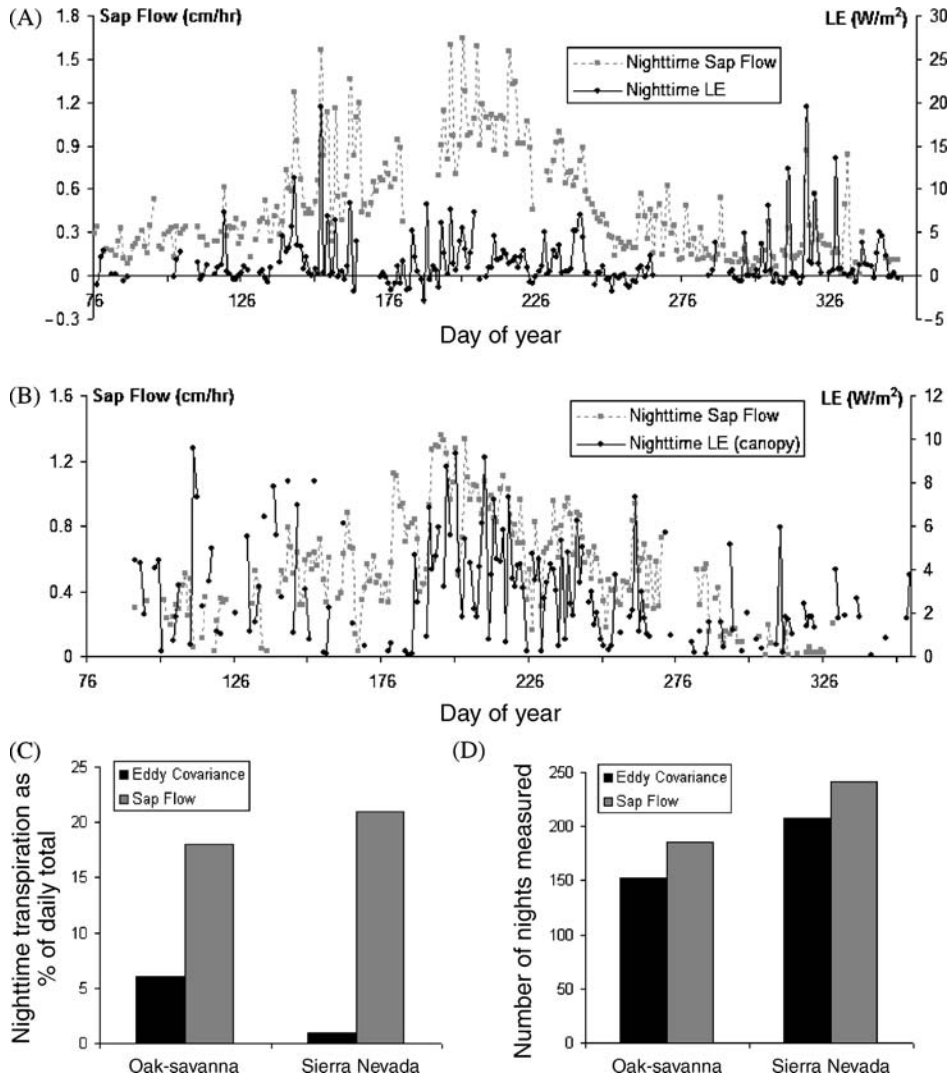 (A)
Sap Flow (cm/hr)
LE (W/m²)
1.8
1.5
1.2
0.9
0.6
0.3
0
−0.3
30
25
20
15
10
5
0
−5
Nighttime Sap Flow
Nighttime LE
76
126
176
226
276
326
Day of year
(B)
Sap Flow (cm/hr)
LE (W/m²)
1.6
1.2
0.8
0.4
0
12
10
8
6
4
2
0
Nighttime Sap Flow
Nighttime LE (canopy)
76
126
176
226
276
326
Day of year
(C)
Nighttime transpiration as
% of daily total
25
20
15
10
5
0
Eddy Covariance
Sap Flow
Oak-savanna
Sierra Nevada
(D)
Number of nights measured
250
200
150
100
50
0
Eddy Covariance
Sap Flow
Oak-savanna
Sierra Nevada